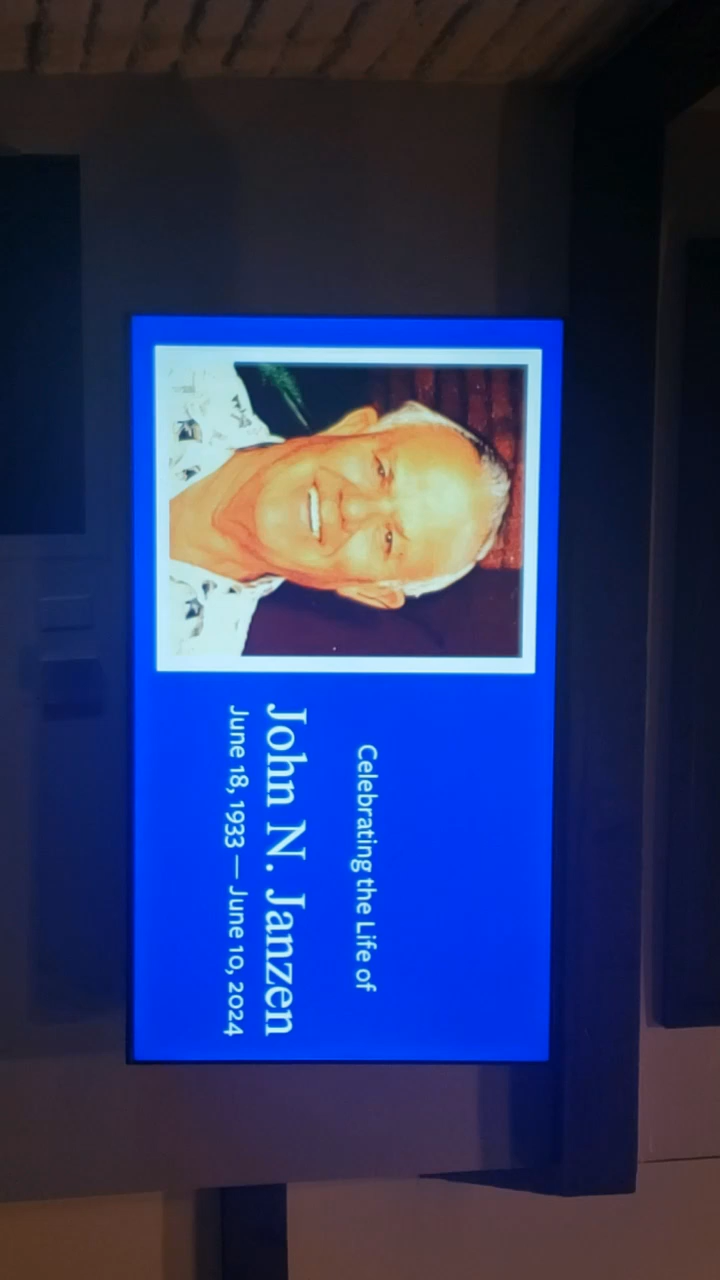 Celebrating the Life of
John N. Janzen
June 18, 1933 — June 10, 2024